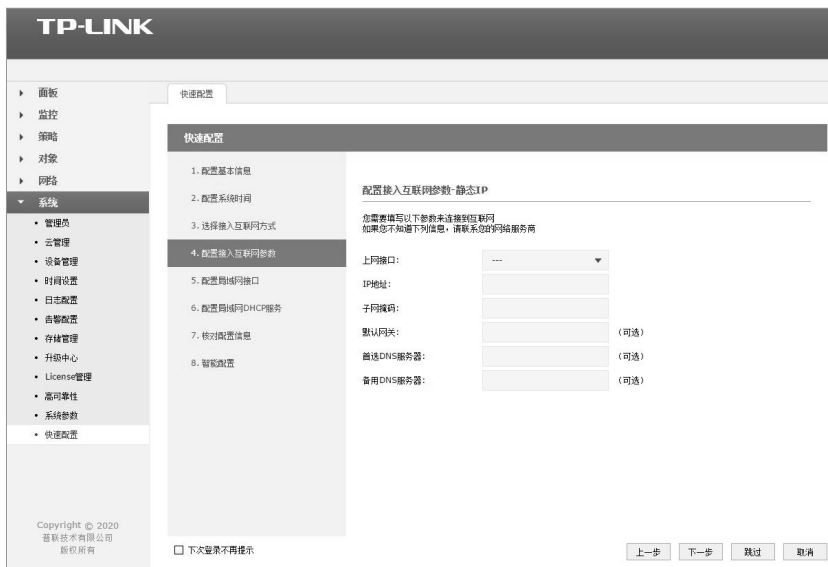 TP-LINK
面板
监控
策略
对象
网络
系统
• 管理员
• 云管理
• 设备管理
• 时间设置
• 日志配置
• 告警配置
• 存储管理
• 升级中心
• License管理
• 高可靠性
• 系统参数
• 快速配置
Copyright © 2020
普联技术有限公司
版权所有
快速配置
快速配置
1. 配置基本信息
2. 配置系统时间
3. 选择接入互联网方式
4. 配置接入互联网参数
5. 配置局域网接口
6. 配置局域网DHCP服务
7. 核对配置信息
8. 智能配置
配置接入互联网参数-静态IP
您需要填写以下参数来连接到互联网
如果您不知道下列信息，请联系您的网络服务商
上网接口： ---
IP地址：
子网掩码：
默认网关： （可选）
首选DNS服务器： （可选）
备用DNS服务器： （可选）
下次登录不再提示
上一步 下一步 跳过 取消